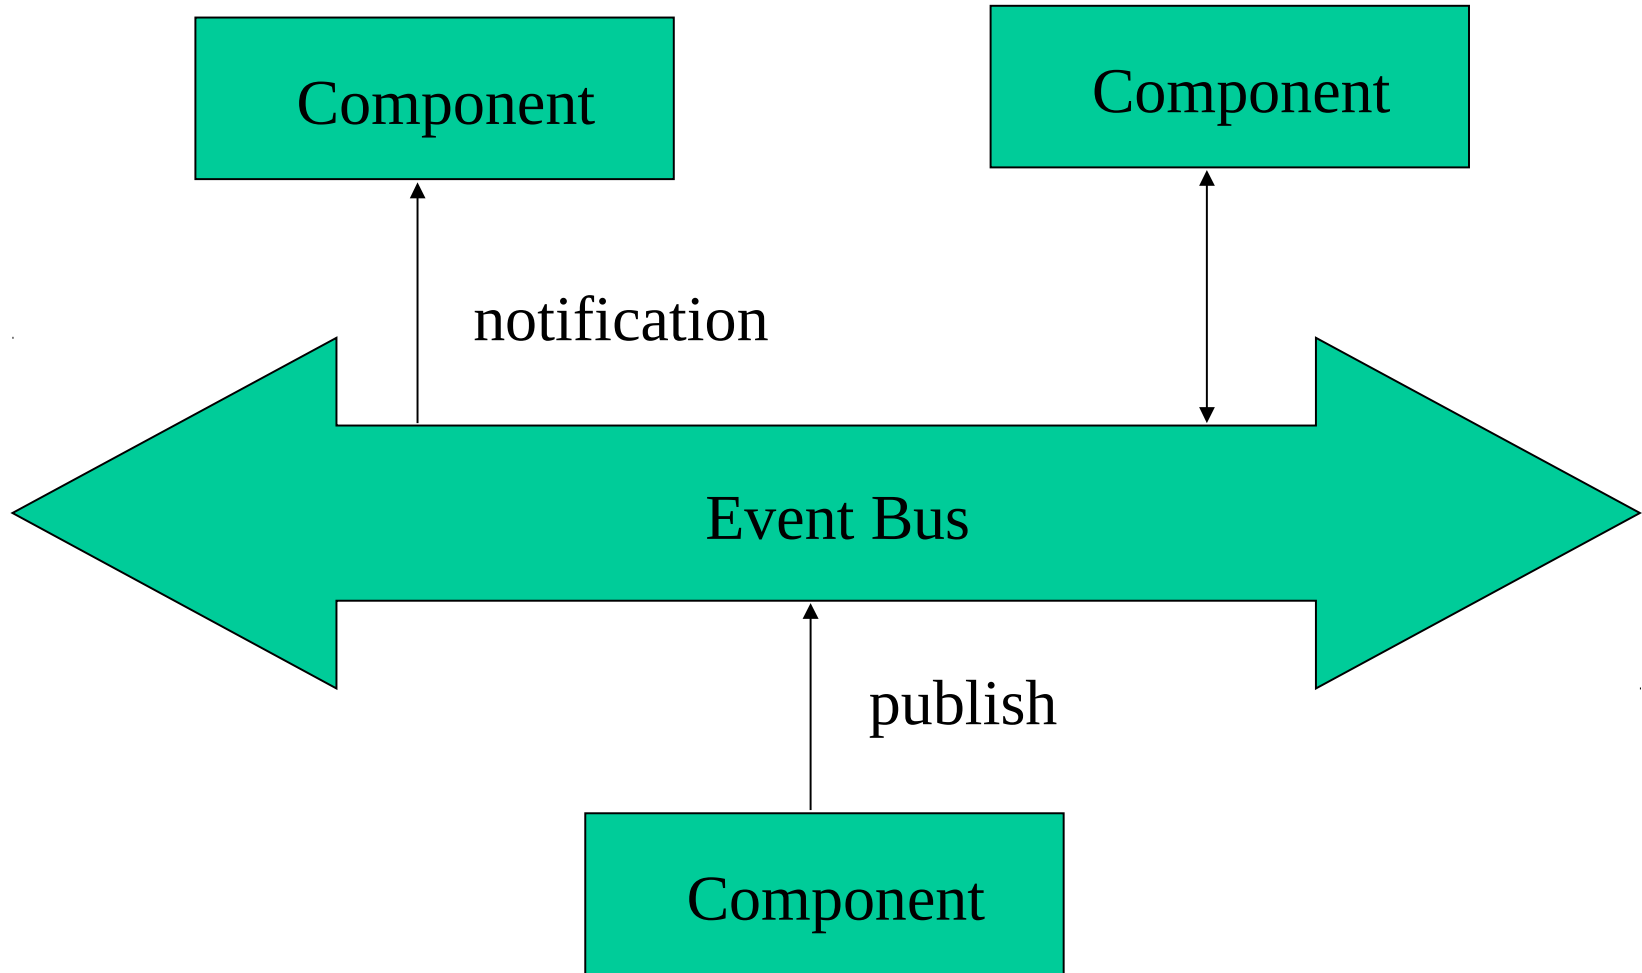 Component
Component
notification
Event Bus
publish
Component